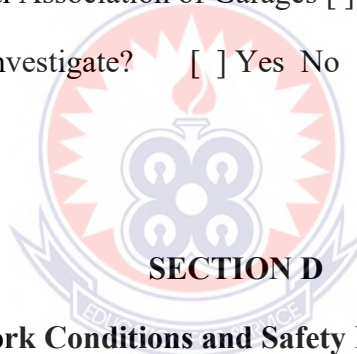 Association of Garages [ ]
nvestigate? [ ] Yes No
SECTION D
ork Conditions and Safety